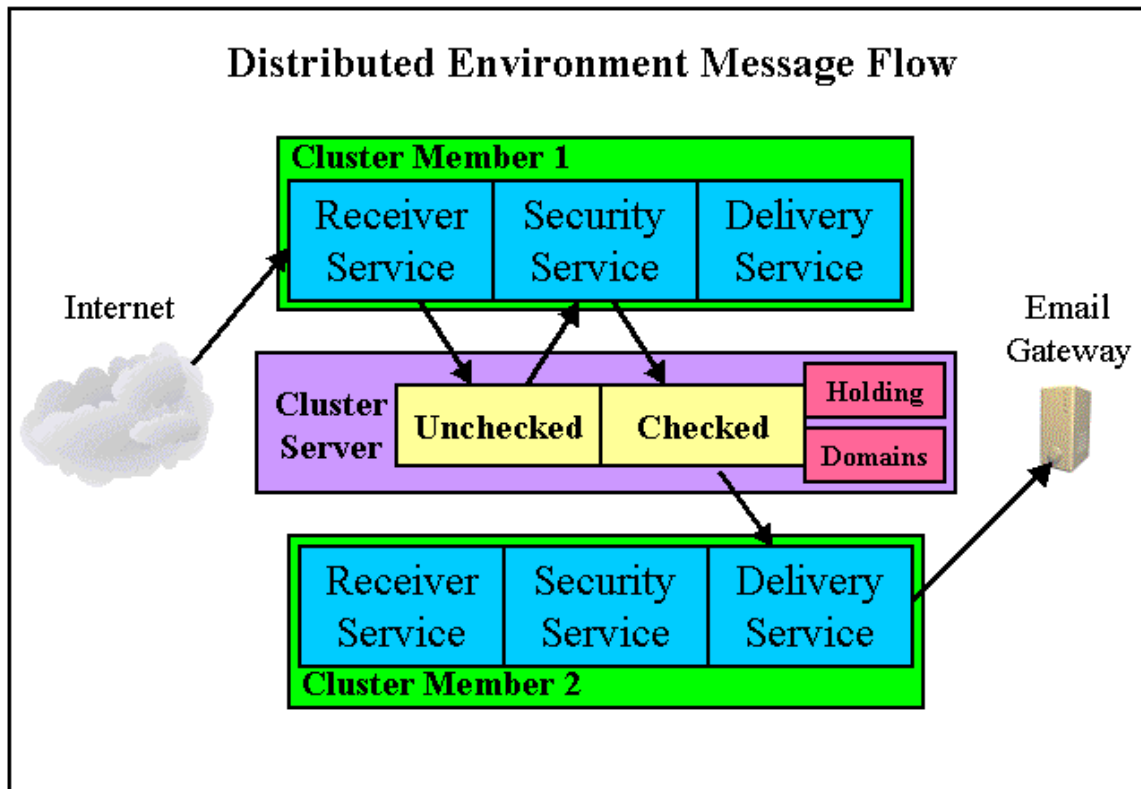 Distributed Environment Message Flow
Cluster Member 1
Receiver
Service
Security
Service
Delivery
Service
Internet
Email
Gateway
Cluster
Server
Unchecked
Checked
Holding
Domains
Receiver
Service
Security
Service
Delivery
Service
Cluster Member 2